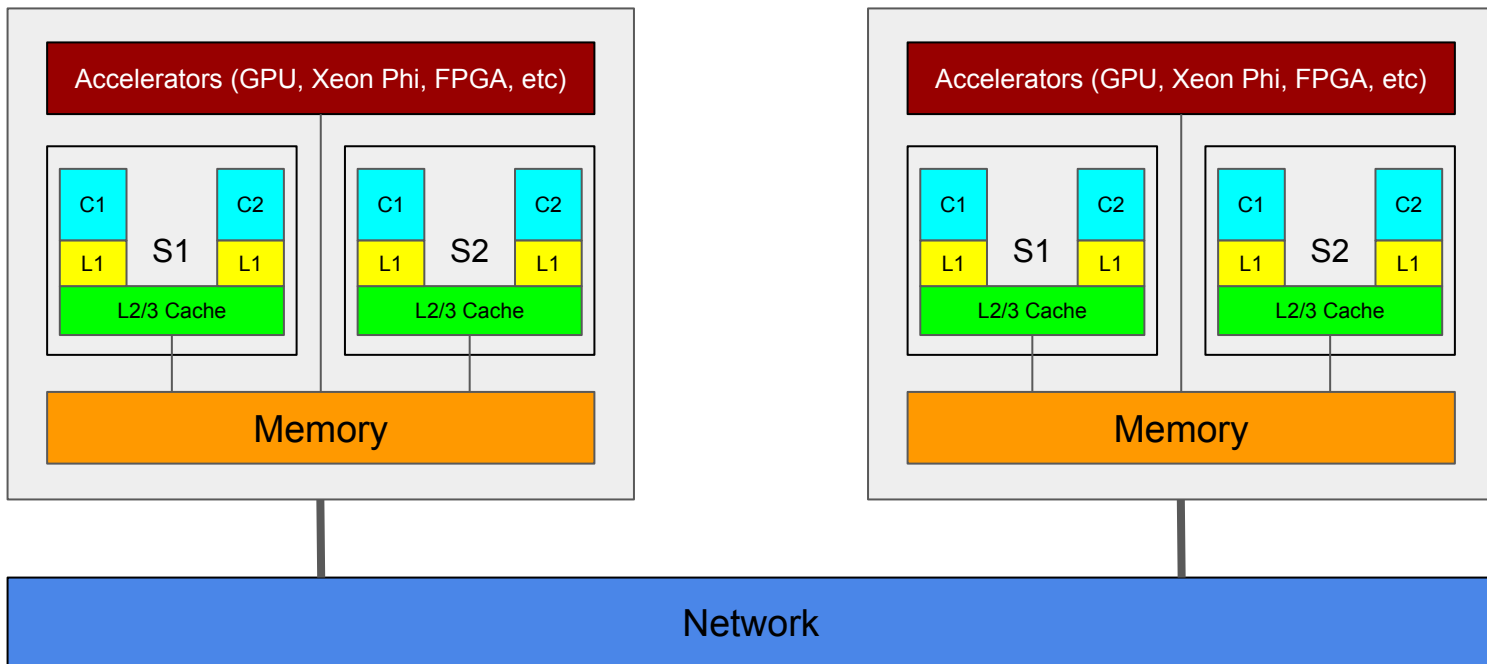 Accelerators (GPU, Xeon Phi, FPGA, etc)
C1
C2
S1
L1
L1
L2/3 Cache
C1
C2
S2
L1
L1
L2/3 Cache
Memory
Accelerators (GPU, Xeon Phi, FPGA, etc)
C1
C2
S1
L1
L1
L2/3 Cache
C1
C2
S2
L1
L1
L2/3 Cache
Memory
Network